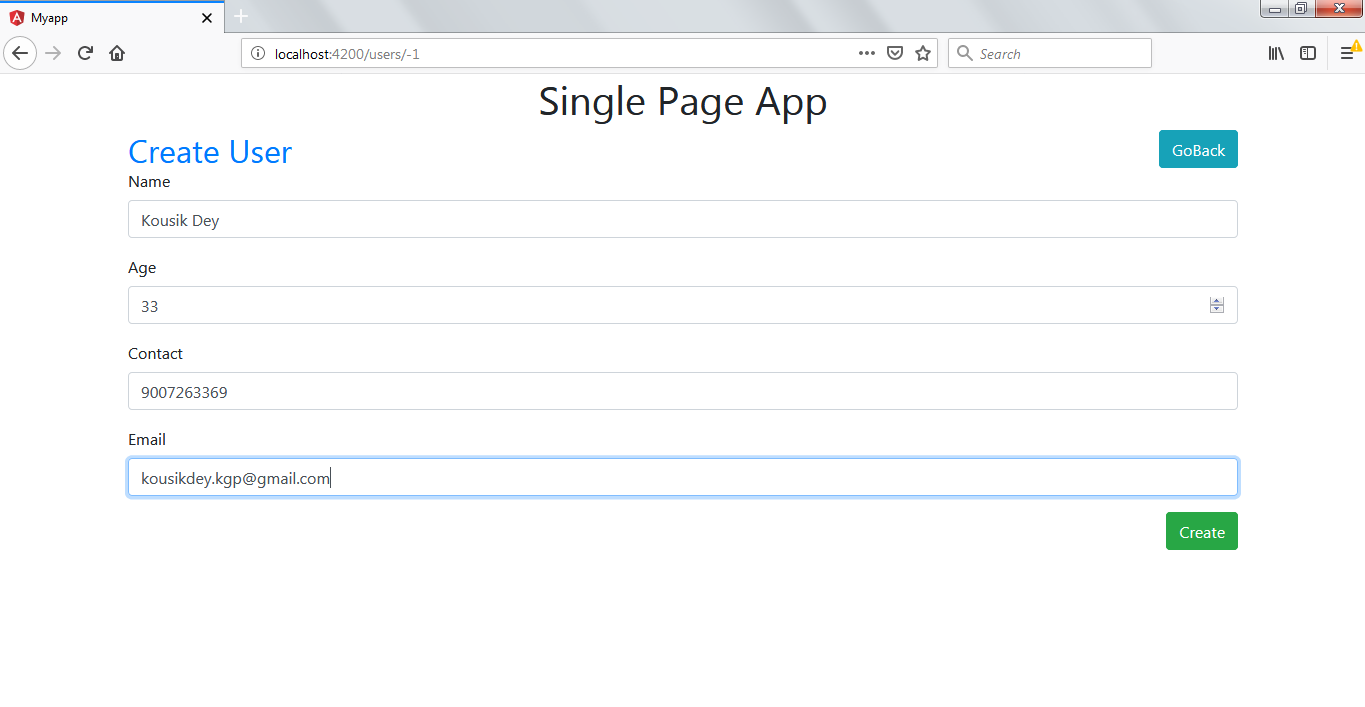 Myapp
localhost:4200/users/-1
Search
Single Page App
Create User
GoBack
Name
Kousik Dey
Age
33
Contact
9007263369
Email
kousikdey.kgp@gmail.com
Create